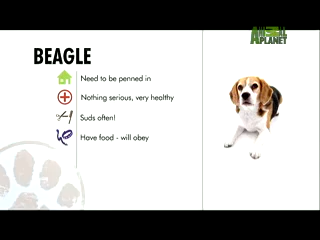 ANIMAL
PLANET
BEAGLE
Need to be penned in
Nothing serious, very healthy
Suds often!
Have food - will obey